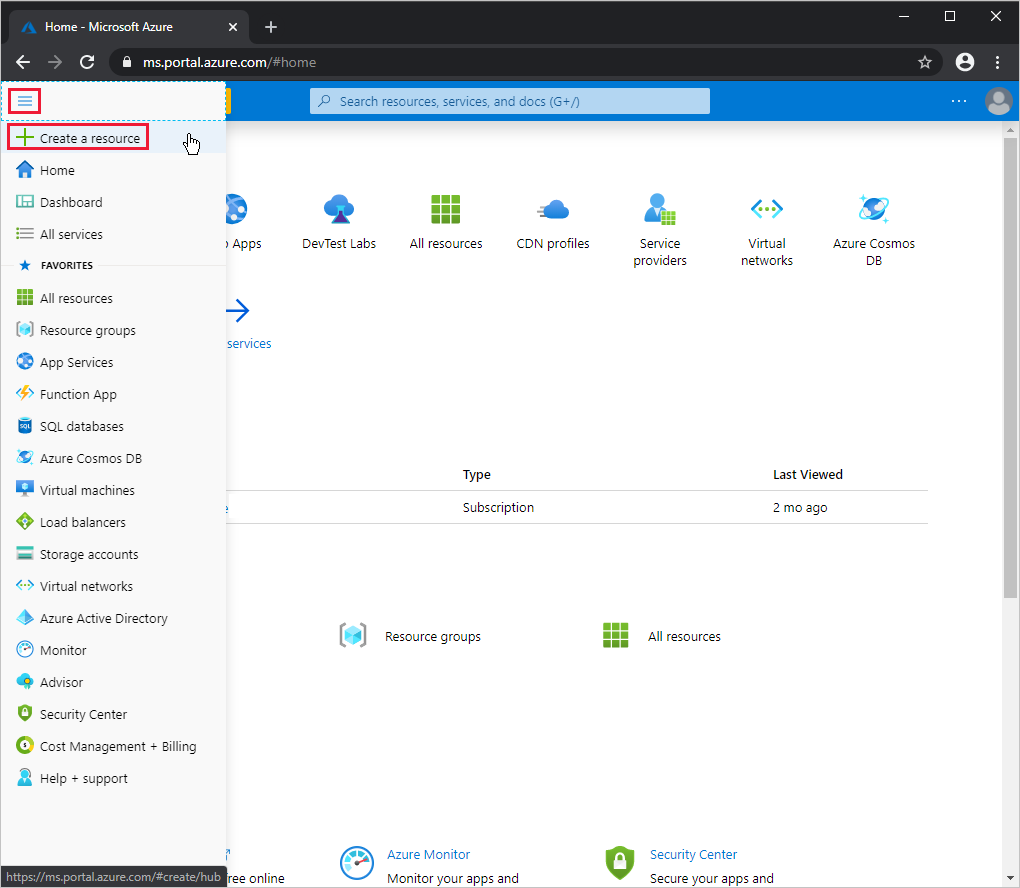 Home - Microsoft Azure
ms.portal.azure.com/#home
Search resources, services, and docs (G+/)
Create a resource
Home
Dashboard
All services
FAVORITES
All resources
Resource groups
App Services
Function App
SQL databases
Azure Cosmos DB
Virtual machines
Load balancers
Storage accounts
Virtual networks
Azure Active Directory
Monitor
Advisor
Security Center
Cost Management + Billing
Help + support
https://ms.portal.azure.com/#create/hub
Apps
DevTest Labs
All resources
CDN profiles
Service
providers
Virtual
networks
Azure Cosmos
DB
services
Type
Last Viewed
Subscription
2 mo ago
Resource groups
All resources
Azure Monitor
Security Center
online
Monitor your apps and
Secure your apps and